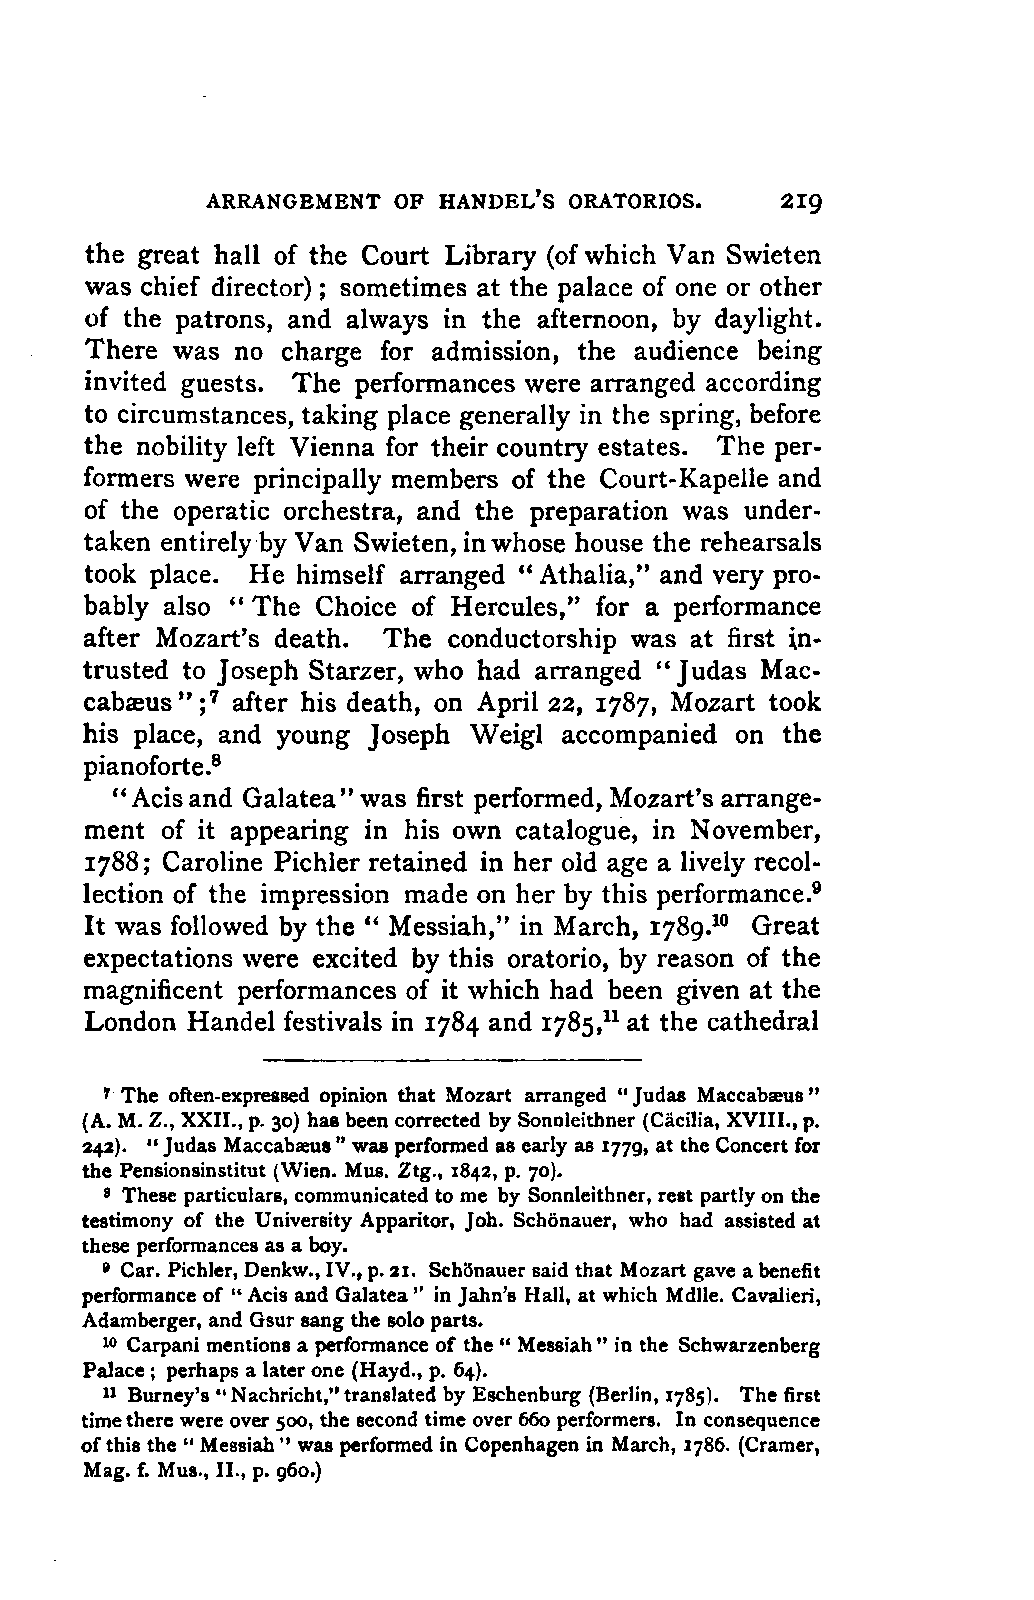 ARRANGEMENT OF HANDEL'S ORATORIOS. 219
the great hall of the Court Library (of which Van Swieten
was chief director) ; sometimes at the palace of one or other
of the patrons, and always in the afternoon, by daylight.
There was no charge for admission, the audience being
invited guests. The performances were arranged according
to circumstances, taking place generally in the spring, before
the nobility left Vienna for their country estates. The per-
formers were principally members of the Court-Kapelle and
of the operatic orchestra, and the preparation was under-
taken entirely by Van Swieten, in whose house the rehearsals
took place. He himself arranged “ Athalia,” and very pro-
bably also “ The Choice of Hercules,” for a performance
after Mozart's death. The conductorship was at first in-
trusted to Joseph Starzer, who had arranged “ Judas Mac-
cabæus ” ;⁷ after his death, on April 22, 1787, Mozart took
his place, and young Joseph Weigl accompanied on the
pianoforte.⁸
“ Acis and Galatea ” was first performed, Mozart's arrange-
ment of it appearing in his own catalogue, in November,
1788; Caroline Pichler retained in her old age a lively recol-
lection of the impression made on her by this performance.⁹
It was followed by the “ Messiah,” in March, 1789.¹⁰ Great
expectations were excited by this oratorio, by reason of the
magnificent performances of it which had been given at the
London Handel festivals in 1784 and 1785,¹¹ at the cathedral
⁷ The often-expressed opinion that Mozart arranged “ Judas Maccabæus ”
(A. M. Z., XXII., p. 30) has been corrected by Sonnleithner (Cäcilia, XVIII., p.
242). “ Judas Maccabæus ” was performed as early as 1779, at the Concert for
the Pensionsinstitut (Wien. Mus. Ztg., 1842, p. 70).
⁸ These particulars, communicated to me by Sonnleithner, rest partly on the
testimony of the University Apparitor, Joh. Schönauer, who had assisted at
these performances as a boy.
⁹ Car. Pichler, Denkw., IV., p. 21. Schönauer said that Mozart gave a benefit
performance of “ Acis and Galatea ” in Jahn's Hall, at which Mdlle. Cavalieri,
Adamberger, and Gsur sang the solo parts.
¹⁰ Carpani mentions a performance of the “ Messiah ” in the Schwarzenberg
Palace ; perhaps a later one (Hayd., p. 64).
¹¹ Burney's “ Nachricht,” translated by Eschenburg (Berlin, 1785). The first
time there were over 500, the second time over 660 performers. In consequence
of this the “ Messiah ” was performed in Copenhagen in March, 1786. (Cramer,
Mag. f. Mus., II., p. 960.)